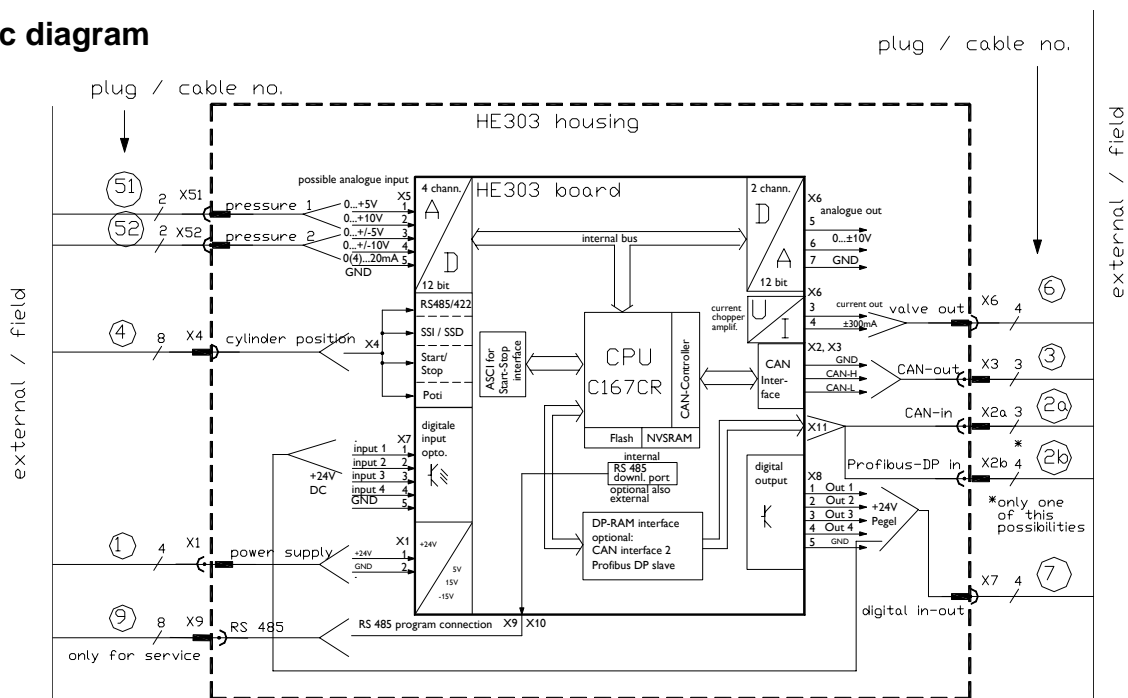 c diagram
plug / cable no.
plug / cable no.
external / field
external / field
HE303 housing
HE303 board
51
2
X51
pressure 1
52
2
X52
pressure 2
possible analogue input
X5
0...+5V
1
0...+10V
2
0...+/-5V
3
0...+/-10V
4
0(4)...20mA
5
GND
4 chann.
A
D
12 bit
internal bus
2 chann.
D
A
12 bit
X6
analogue out
5
0...±10V
6
7
GND
4
8
X4
cylinder position
X4
RS485/422
SSI / SSD
Start/
Stop
Poti
ASCI for
Start-Stop
interface
CPU
C167CR
CAN-Controller
Flash
NVSRAM
internal
RS 485
downl. port
optional also
external
DP-RAM interface
optional:
CAN interface 2
Profibus DP slave
current
chopper
amplif.
U
I
X6
3
current out
4
±300mA
valve out
X6
4
6
X2, X3
CAN
Inter-
face
GND
CAN-H
CAN-L
CAN-out
X3
3
3
CAN-in
X2a
3
2a
X11
Profibus-DP in
X2b
*
4
2b
*only one
of this
possibilities
digital
output
X8
1
Out 1
2
Out 2
3
Out 3
4
Out 4
5
GND
+24V
Pegel
X7
4
7
digital in-out
digitale
input
opto.
X7
input 1
1
input 2
2
input 3
3
input 4
4
GND
5
+24V
DC
1
4
X1
power supply
X1
+24V
1
GND
2
+24V
5V
15V
-15V
9
8
X9
RS 485
only for service
RS 485 program connection
X9
X10